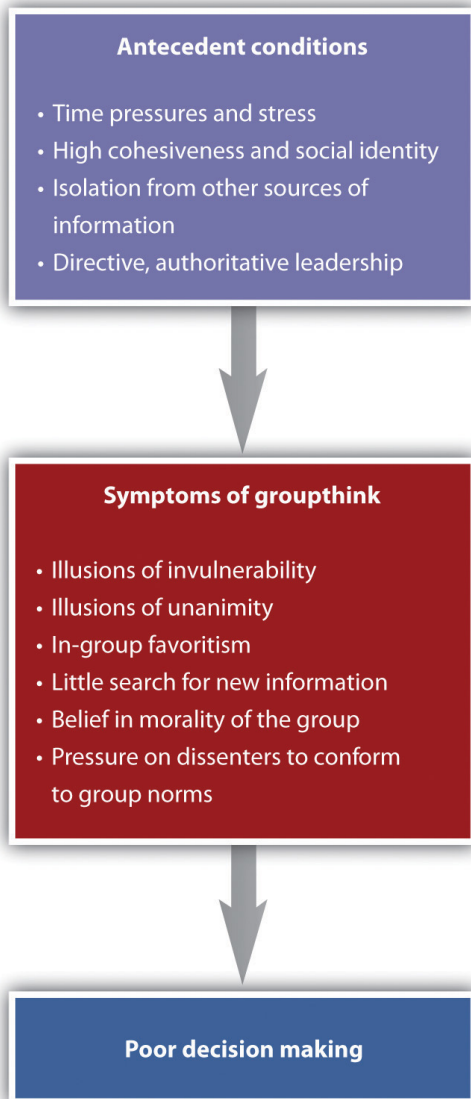 Antecedent conditions
• Time pressures and stress
• High cohesiveness and social identity
• Isolation from other sources of
information
• Directive, authoritative leadership
Symptoms of groupthink
• Illusions of invulnerability
• Illusions of unanimity
• In-group favoritism
• Little search for new information
• Belief in morality of the group
• Pressure on dissenters to conform
to group norms
Poor decision making